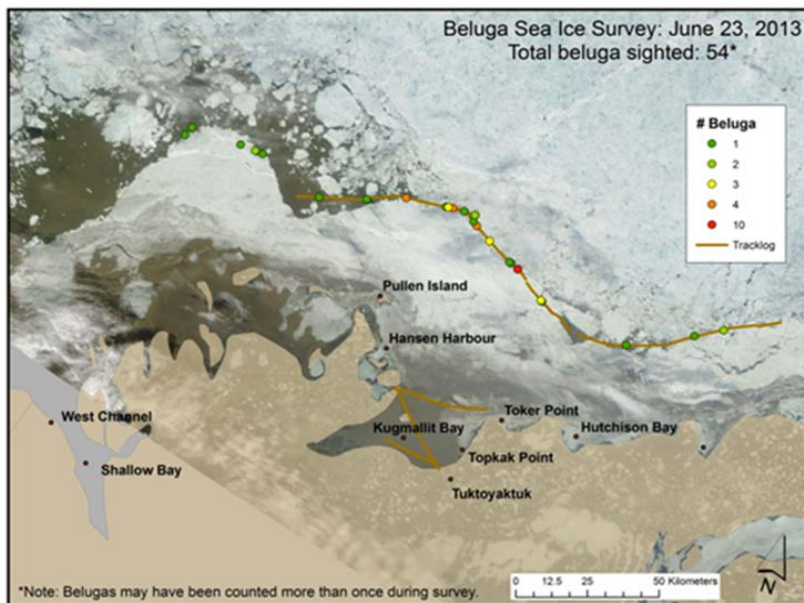 Beluga Sea Ice Survey: June 23, 2013
Total beluga sighted: 54*
# Beluga
1
2
3
4
10
Tracklog
Pullen Island
Hansen Harbour
West Channel
Kugmallit Bay
Toker Point
Hutchison Bay
Shallow Bay
Topkak Point
Tuktoyaktuk
N
0 12.5 25 50 Kilometers
*Note: Belugas may have been counted more than once during survey.